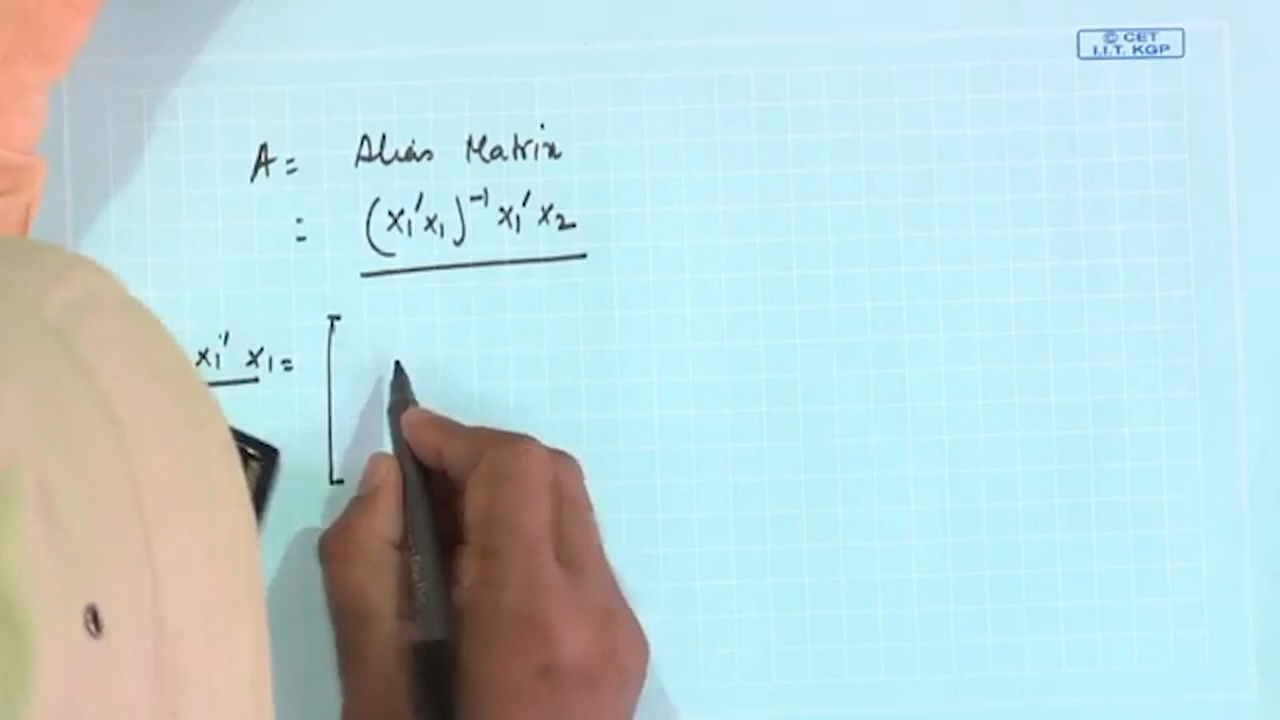 © CET
I.I.T. KGP
A = Alias Matrix
= (x₁'x₁)⁻¹ x₁' x₂
x₁' x₁ = [